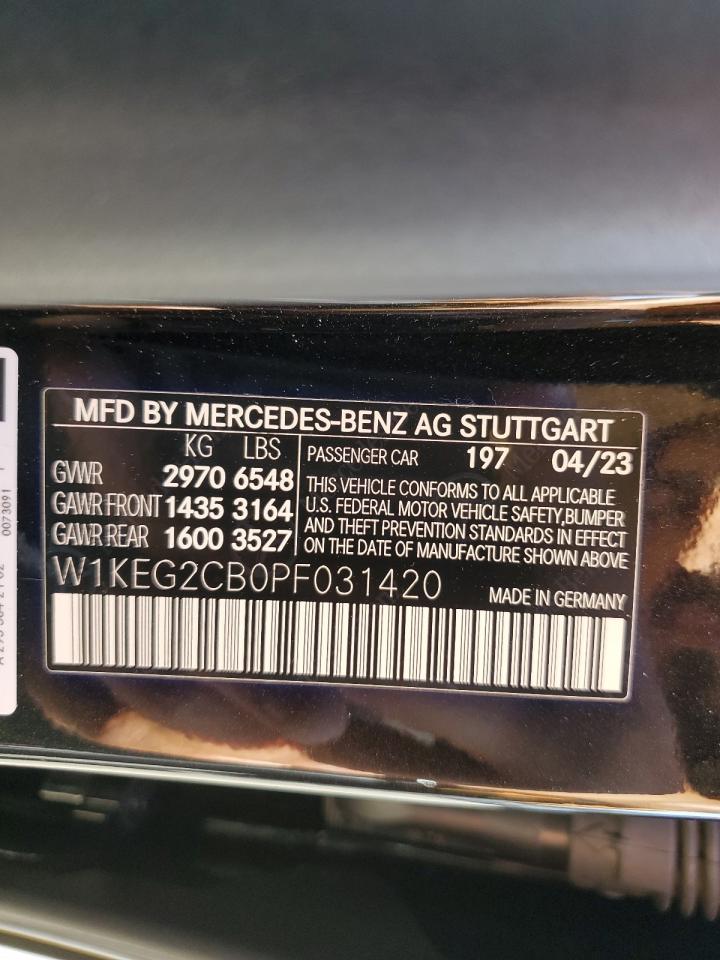 MFD BY MERCEDES-BENZ AG STUTTGART
KG LBS
GVWR 2970 6548
GAWR FRONT 1435 3164
GAWR REAR 1600 3527
PASSENGER CAR 197 04/23
THIS VEHICLE CONFORMS TO ALL APPLICABLE
U.S. FEDERAL MOTOR VEHICLE SAFETY,BUMPER
AND THEFT PREVENTION STANDARDS IN EFFECT
ON THE DATE OF MANUFACTURE SHOWN ABOVE
W1KEG2CB0PF031420
MADE IN GERMANY
0073091